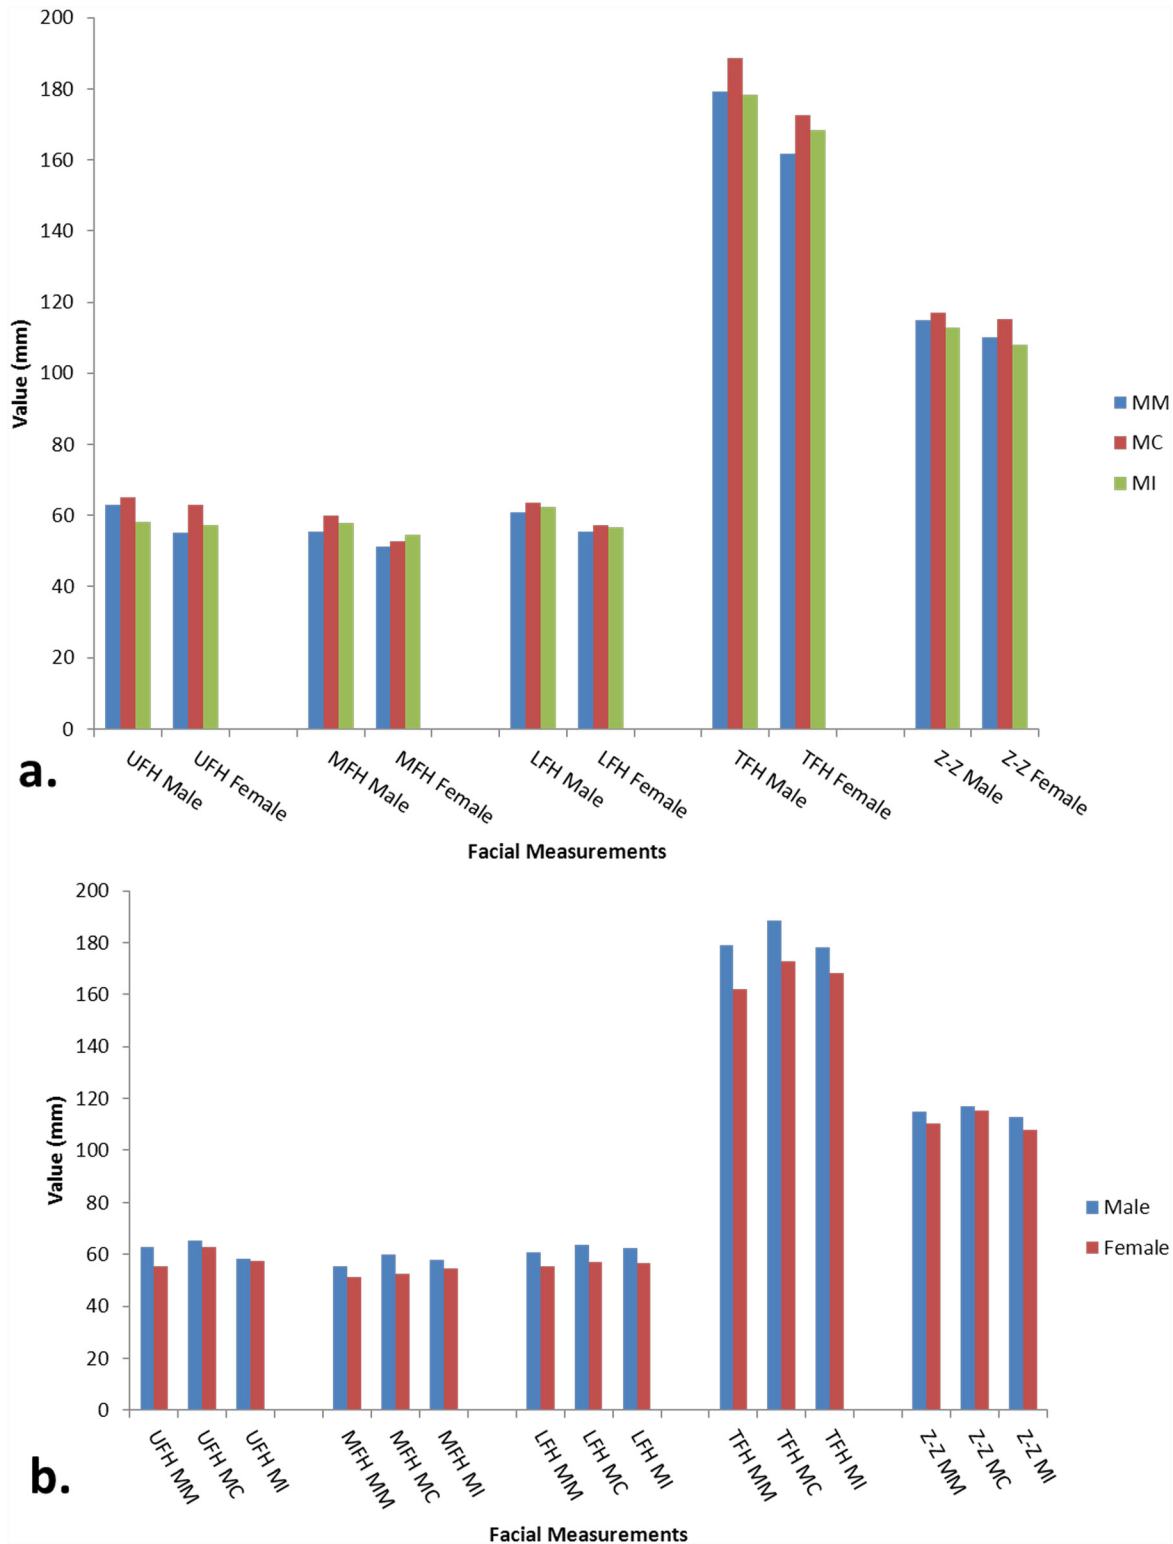 200
180
160
140
120
100
80
60
40
20
0
Value (mm)
MM
MC
MI
UFH Male
UFH Female
MFH Male
MFH Female
LFH Male
LFH Female
TFH Male
TFH Female
Z-Z Male
Z-Z Female
a.
Facial Measurements
200
180
160
140
120
100
80
60
40
20
0
Value (mm)
Male
Female
UFH MM
UFH MC
UFH MI
MFH MM
MFH MC
MFH MI
LFH MM
LFH MC
LFH MI
TFH MM
TFH MC
TFH MI
Z-Z MM
Z-Z MC
Z-Z MI
b.
Facial Measurements